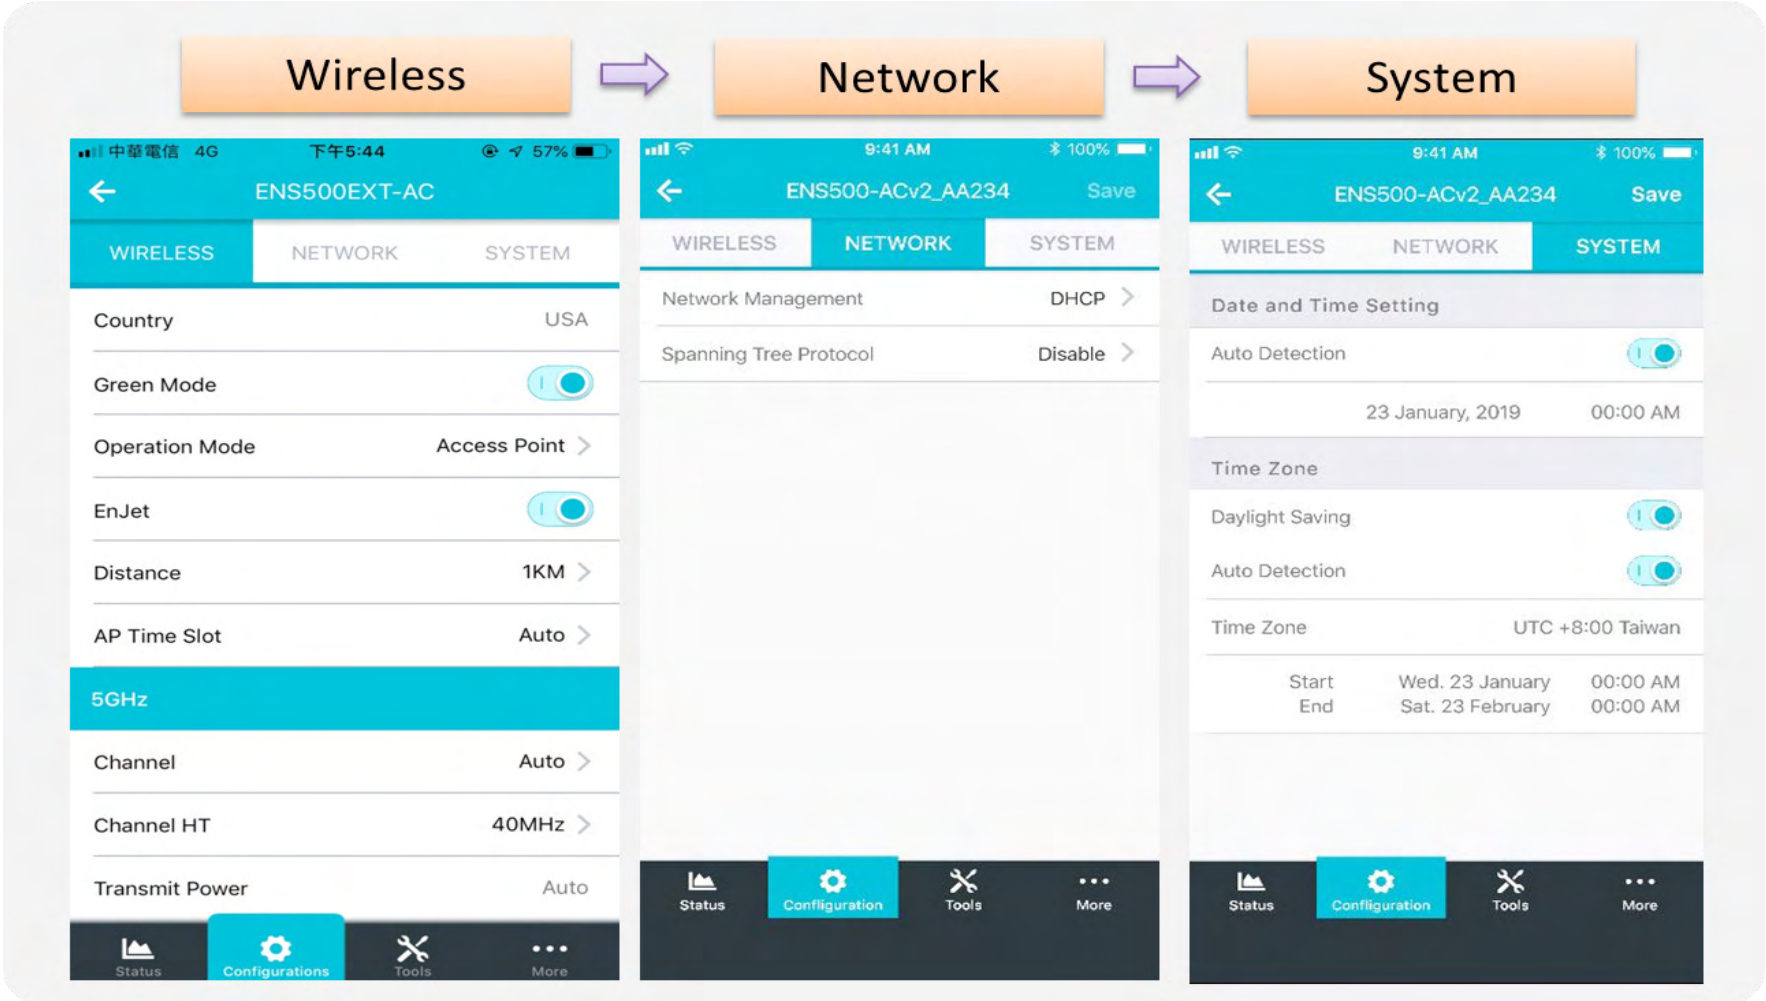 Wireless
Network
System
中華電信 4G 下午5:44 57%
ENS500EXT-AC
WIRELESS NETWORK SYSTEM
Country USA
Green Mode
Operation Mode Access Point
EnJet
Distance 1KM
AP Time Slot Auto
5GHz
Channel Auto
Channel HT 40MHz
Transmit Power Auto
Status Configurations Tools More
9:41 AM 100%
ENS500-ACv2_AA234 Save
WIRELESS NETWORK SYSTEM
Network Management DHCP
Spanning Tree Protocol Disable
Status Confliguration Tools More
9:41 AM 100%
ENS500-ACv2_AA234 Save
WIRELESS NETWORK SYSTEM
Date and Time Setting
Auto Detection
23 January, 2019 00:00 AM
Time Zone
Daylight Saving
Auto Detection
Time Zone UTC +8:00 Taiwan
Start Wed. 23 January 00:00 AM
End Sat. 23 February 00:00 AM
Status Confliguration Tools More